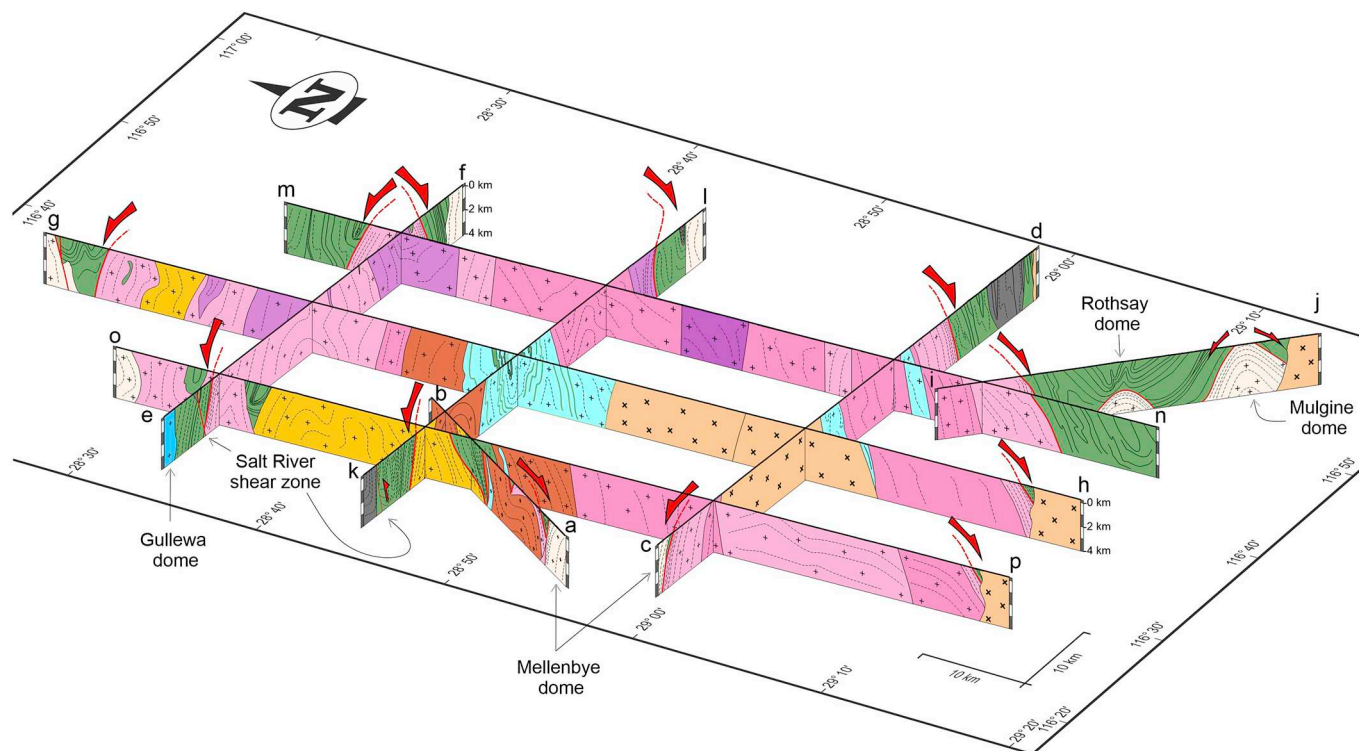 117° 00'
N
28° 30'
116° 50'
28° 40'
116° 40'
f
0 km
2 km
4 km
m
g
l
28° 50'
d
29° 00'
Rothsay
dome
29° 10'
j
o
i
b
Mulgine
dome
n
e
116° 50'
28° 30'
Salt River
shear zone
k
h
0 km
2 km
4 km
28° 40'
Gullewa
dome
a
c
116° 40'
p
28° 50'
29° 00'
Mellenbye
dome
116° 30'
10 km
10 km
29° 10'
116° 20'
29° 20'